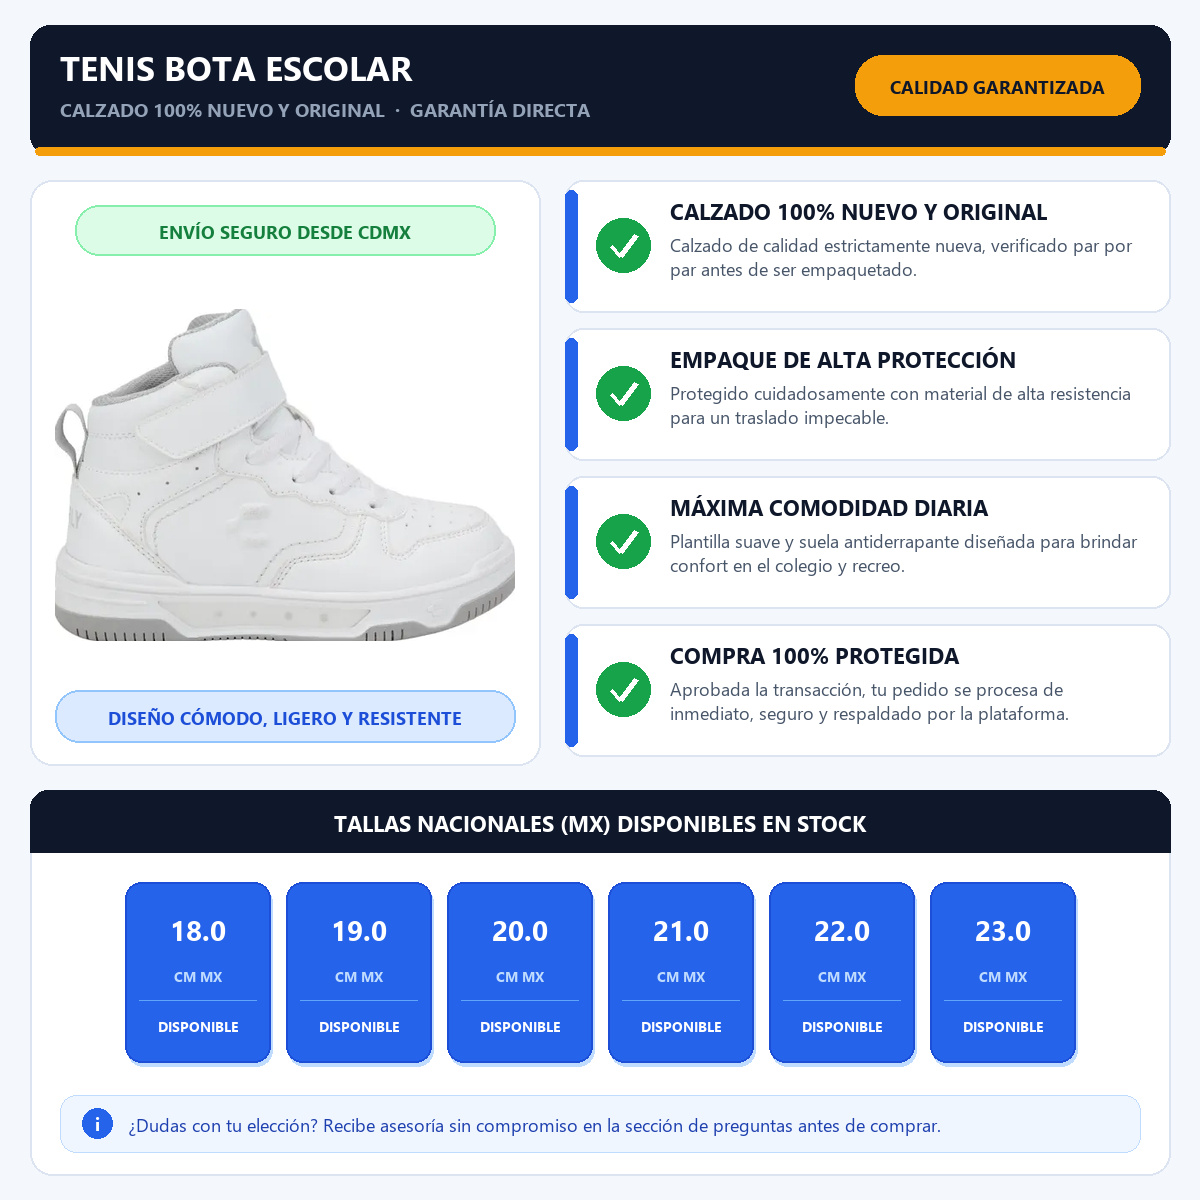 TENIS BOTA ESCOLAR
CALZADO 100% NUEVO Y ORIGINAL · GARANTÍA DIRECTA
CALIDAD GARANTIZADA
ENVÍO SEGURO DESDE CDMX
DISEÑO CÓMODO, LIGERO Y RESISTENTE
CALZADO 100% NUEVO Y ORIGINAL
Calzado de calidad estrictamente nueva, verificado par por
par antes de ser empaquetado.
EMPAQUE DE ALTA PROTECCIÓN
Protegido cuidadosamente con material de alta resistencia
para un traslado impecable.
MÁXIMA COMODIDAD DIARIA
Plantilla suave y suela antiderrapante diseñada para brindar
confort en el colegio y recreo.
COMPRA 100% PROTEGIDA
Aprobada la transacción, tu pedido se procesa de
inmediato, seguro y respaldado por la plataforma.
TALLAS NACIONALES (MX) DISPONIBLES EN STOCK
18.0
CM MX
DISPONIBLE
19.0
CM MX
DISPONIBLE
20.0
CM MX
DISPONIBLE
21.0
CM MX
DISPONIBLE
22.0
CM MX
DISPONIBLE
23.0
CM MX
DISPONIBLE
¿Dudas con tu elección? Recibe asesoría sin compromiso en la sección de preguntas antes de comprar.